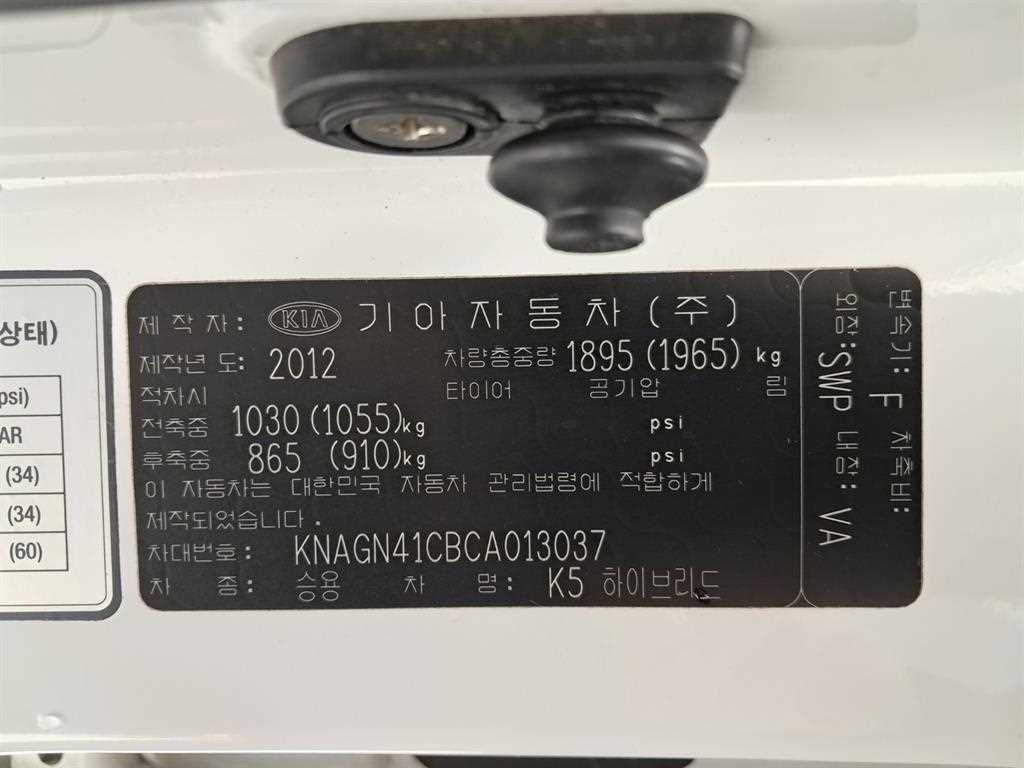 상태)
psi)
AR
(34)
(34)
(60)
제 작 자: KIA 기아자동차(주)
제작년 도: 2012 차량총중량 1895 (1965) kg
적차시 타이어 공기압 림
전축중 1030 (1055)kg psi
후축중 865 (910)kg psi
이 자동차는 대한민국 자동차 관리법령에 적합하게
제작되었습니다.
차대번호: KNAGN41CBCA013037
차 종: 승용 차 명: K5 하이브리드
변속기: F 차축비:
외장:SWP 내장: VA